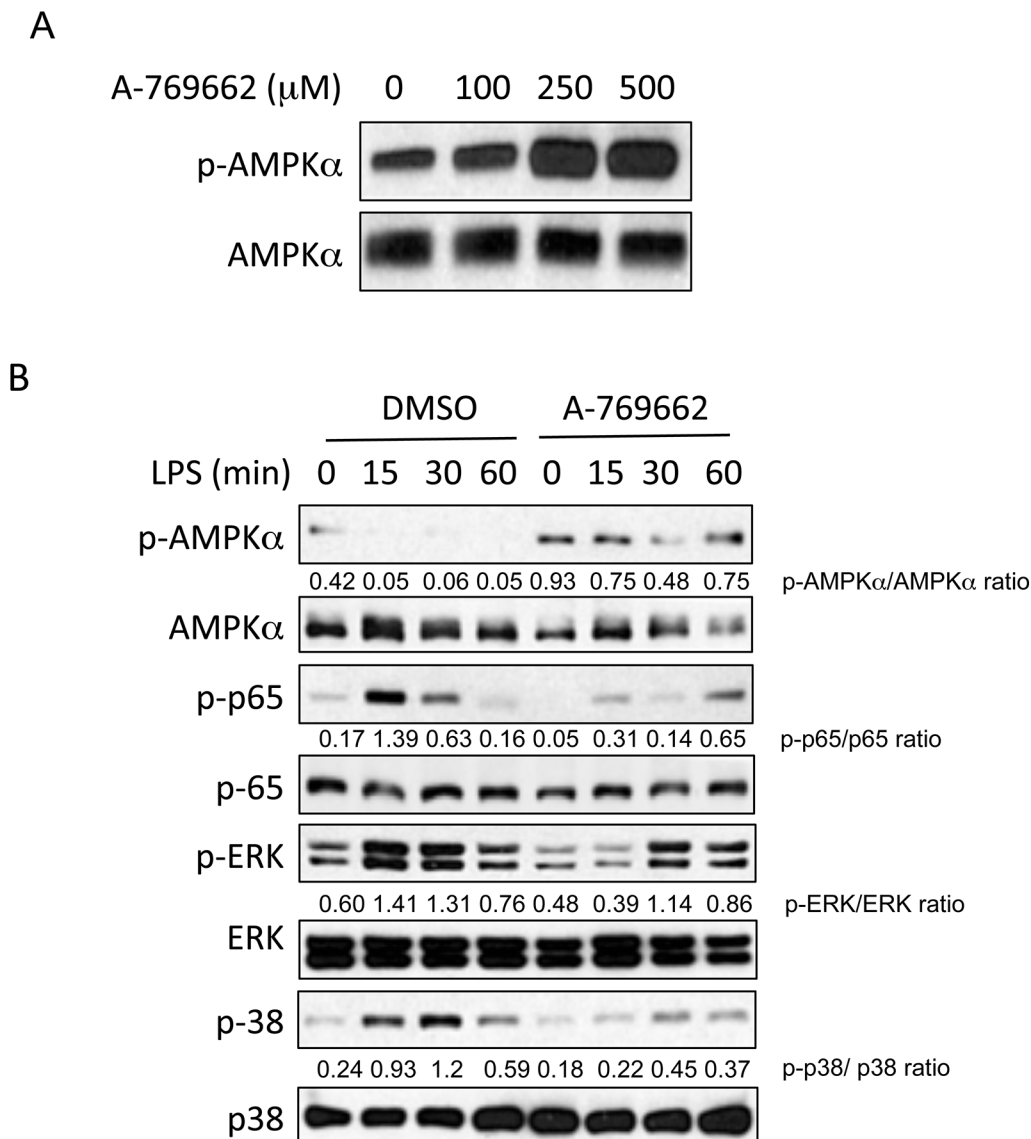 A
A-769662 (μM) 0 100 250 500
p-AMPKα
AMPKα
B
DMSO A-769662
LPS (min) 0 15 30 60 0 15 30 60
p-AMPKα
0.42 0.05 0.06 0.05 0.93 0.75 0.48 0.75 p-AMPKα/AMPKα ratio
AMPKα
p-p65
0.17 1.39 0.63 0.16 0.05 0.31 0.14 0.65 p-p65/p65 ratio
p-65
p-ERK
0.60 1.41 1.31 0.76 0.48 0.39 1.14 0.86 p-ERK/ERK ratio
ERK
p-38
0.24 0.93 1.2 0.59 0.18 0.22 0.45 0.37 p-p38/ p38 ratio
p38